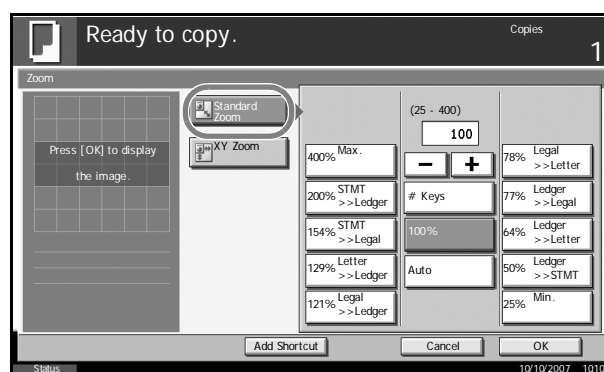 Ready to copy.
Copies
1
Zoom
Press [OK] to display
the image.
Standard
Zoom
XY Zoom
(25 - 400)
100
400% Max.
200% STMT
>>Ledger
154% STMT
>>Legal
129% Letter
>>Ledger
121% Legal
>>Ledger
− +
# Keys
100%
Auto
78% Legal
>>Letter
77% Ledger
>>Legal
64% Ledger
>>Letter
50% Ledger
>>STMT
25% Min.
Add Shortcut
Cancel
OK
Status
10/10/2007 1010